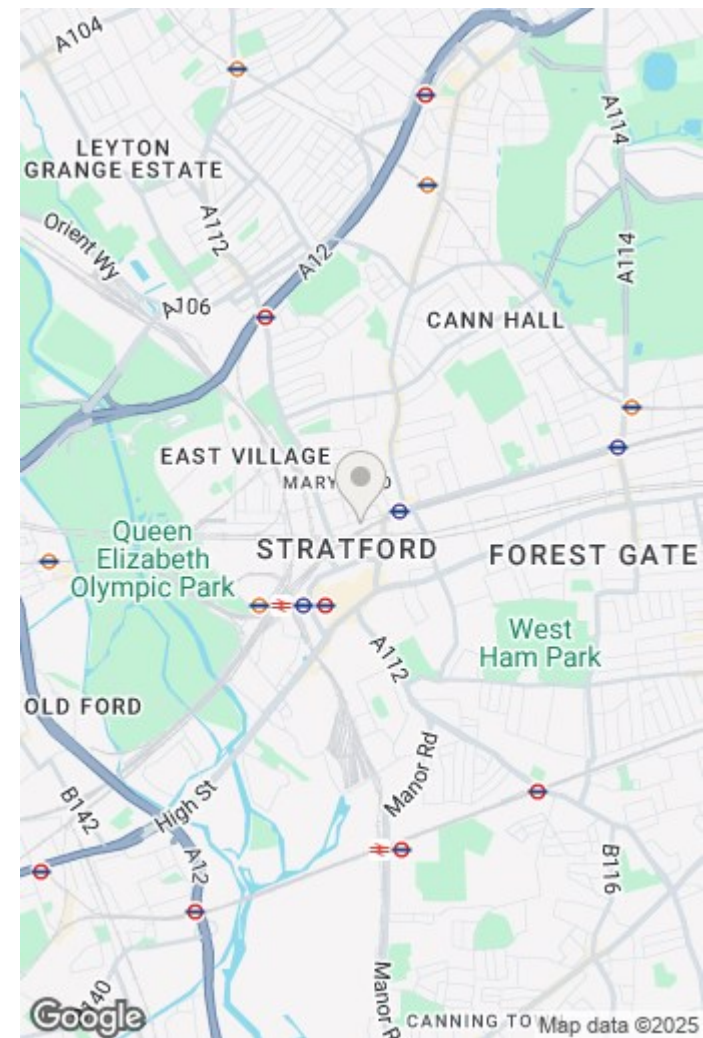 A104
LEYTON
GRANGE ESTATE
A114
Orient Wy
A112
A12
A114
A106
CANN HALL
EAST VILLAGE
MARY
Queen
Elizabeth
Olympic Park
STRATFORD
FOREST GATE
West
Ham Park
A112
OLD FORD
Manor Rd
B142
High St
A12
B116
Manor R
Google
CANNING TOW
Map data ©2025